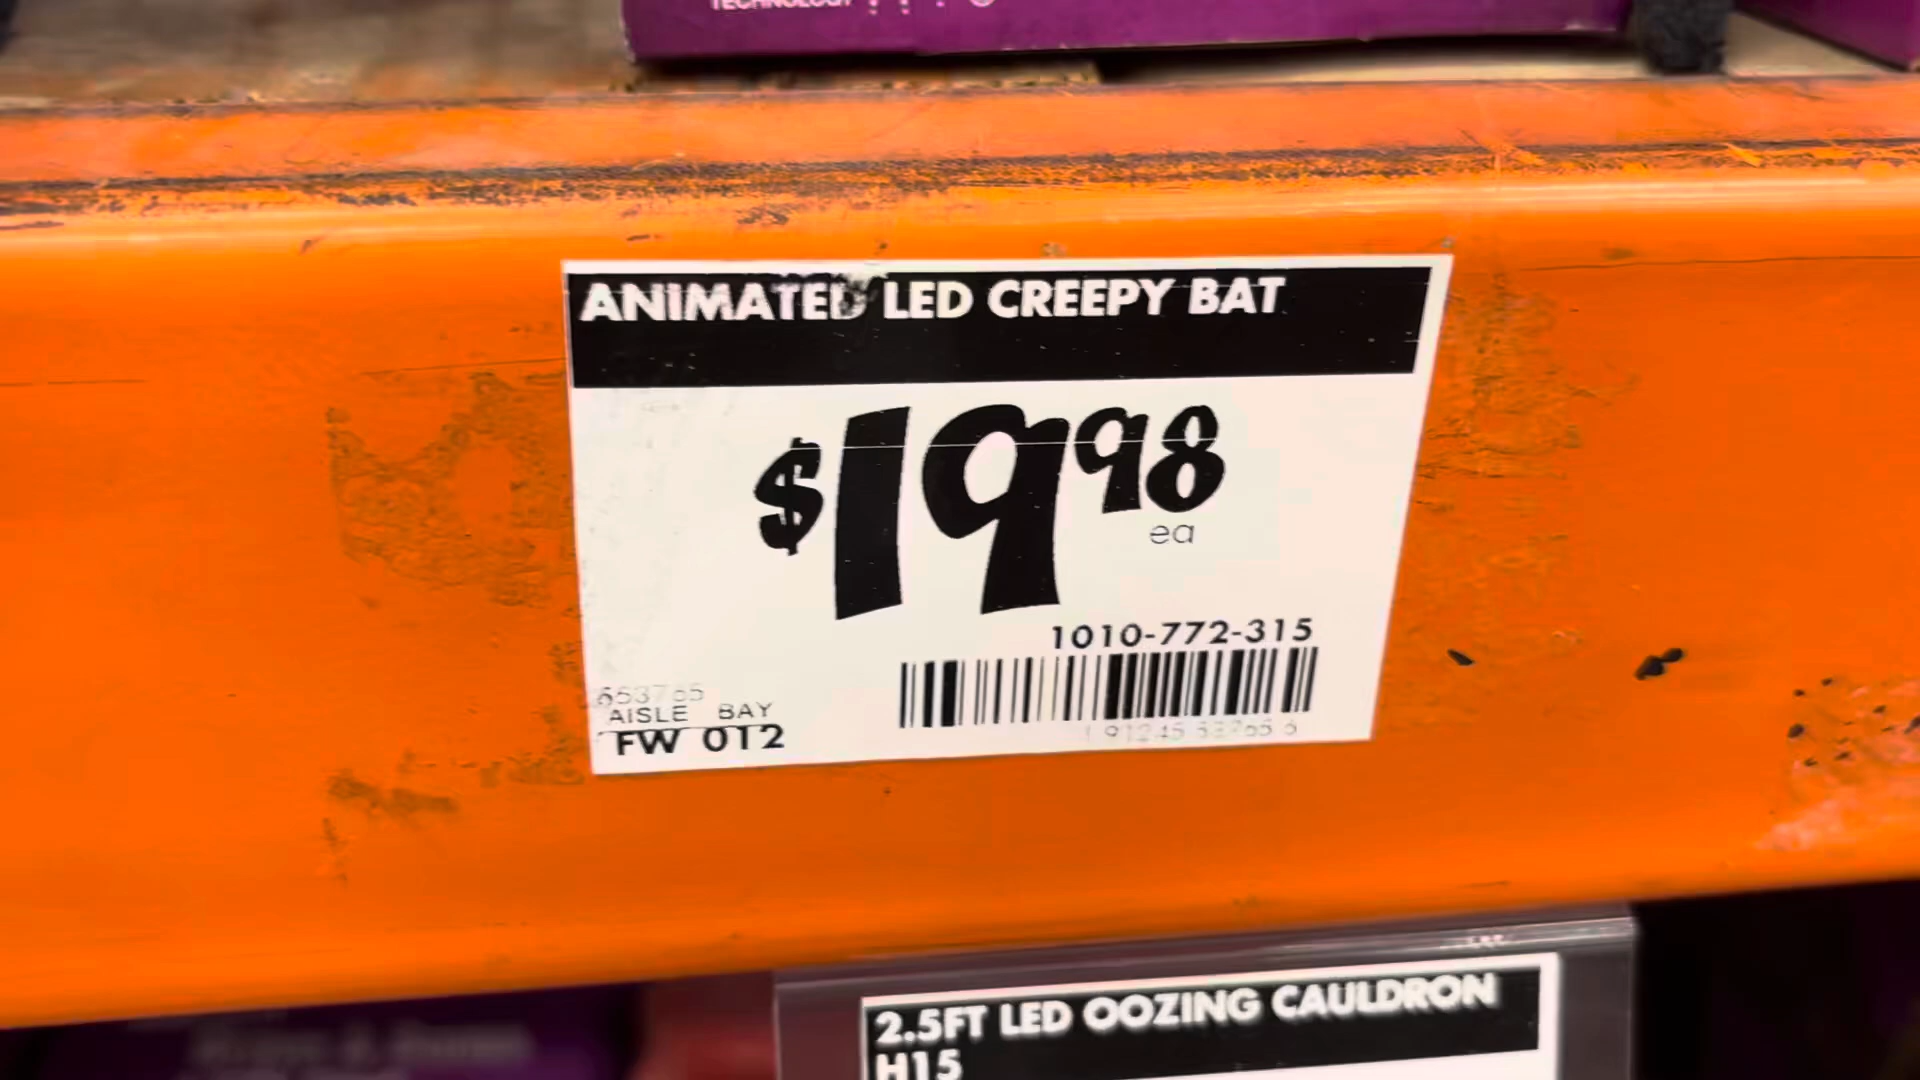 TECHNOLOGY
ANIMATED LED CREEPY BAT
$19.98
ea
1010-772-315
AISLE BAY
FW 012
2.5FT LED OOZING CAULDRON
H15